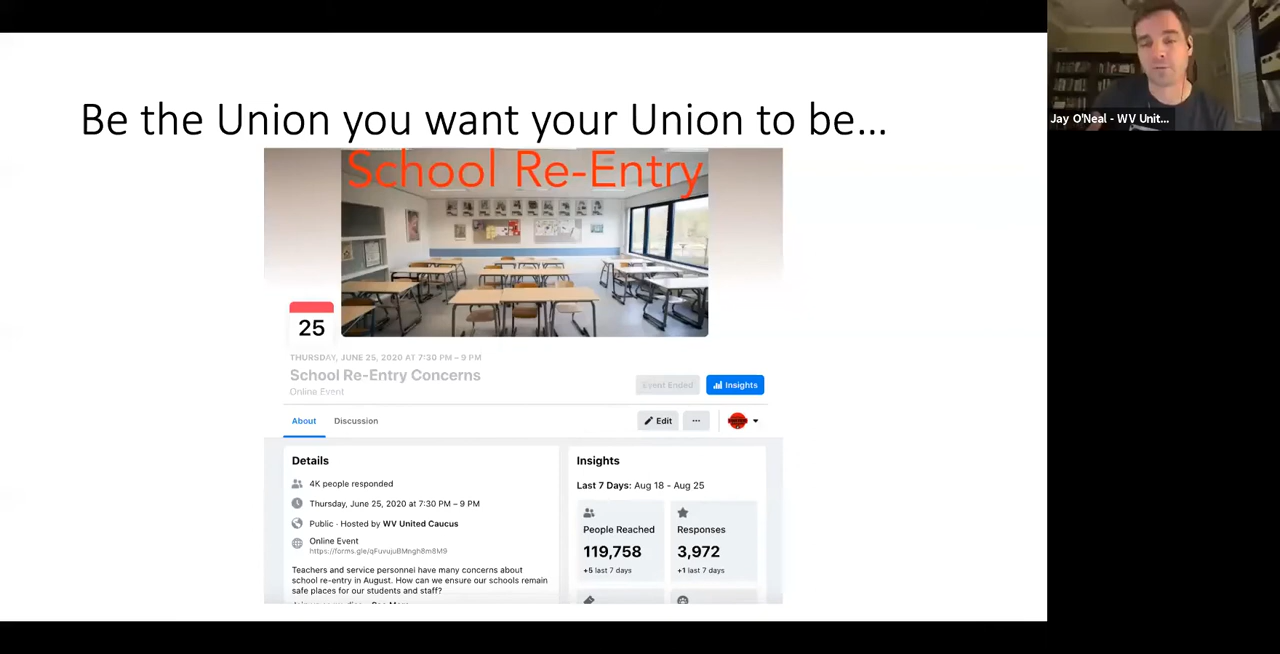 Be the Union you want your Union to be...
School Re-Entry
25
THURSDAY, JUNE 25, 2020 AT 7:30 PM – 9 PM
School Re-Entry Concerns
Online Event
Event Ended
Insights
About
Discussion
Edit
...
Details
4K people responded
Thursday, June 25, 2020 at 7:30 PM – 9 PM
Public · Hosted by WV United Caucus
Online Event
Teachers and service personnel have many concerns about
school re-entry in August. How can we ensure our schools remain
safe places for our students and staff?
Insights
Last 7 Days: Aug 18 - Aug 25
People Reached
119,758
+5 last 7 days
Responses
3,972
+1 last 7 days
Jay O'Neal - WV Unit...